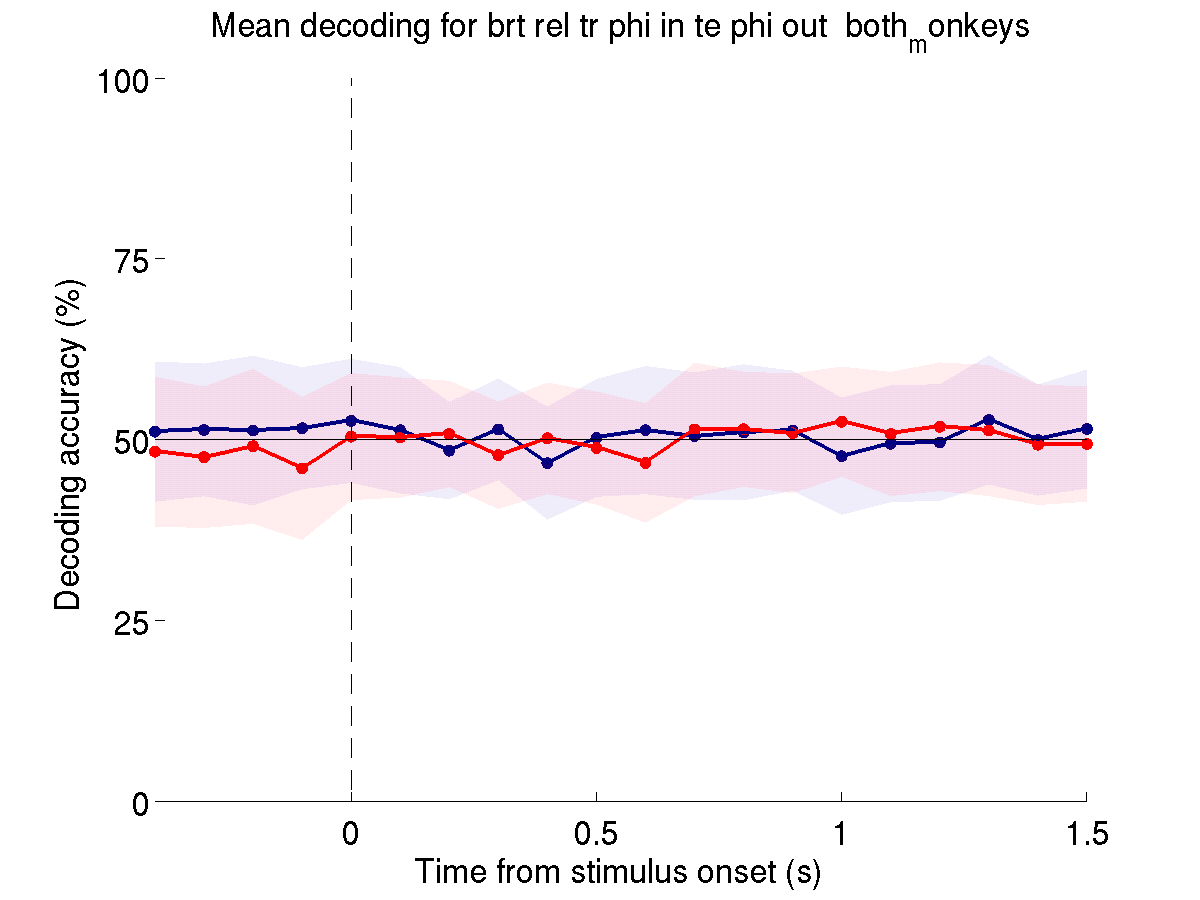 Mean decoding for brt rel tr phi in te phi out  both_monkeys
100
75
50
25
0
Decoding accuracy (%)
0 0.5 1 1.5
Time from stimulus onset (s)